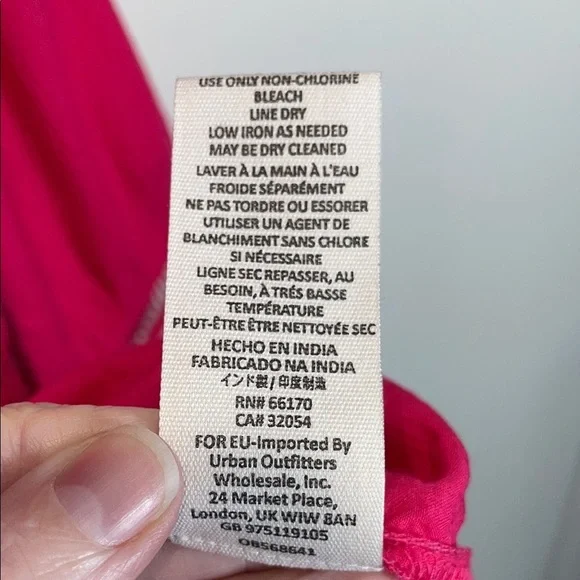 USE ONLY NON-CHLORINE
BLEACH
LINE DRY
LOW IRON AS NEEDED
MAY BE DRY CLEANED
LAVER À LA MAIN À L'EAU
FROIDE SÉPARÉMENT
NE PAS TORDRE OU ESSORER
UTILISER UN AGENT DE
BLANCHIMENT SANS CHLORE
SI NÉCESSAIRE
LIGNE SEC REPASSER, AU
BESOIN, À TRÉS BASSE
TEMPÉRATURE
PEUT-ÊTRE ÊTRE NETTOYÉE SEC
HECHO EN INDIA
FABRICADO NA INDIA
インド製/印度制造
RN# 66170
CA# 32054
FOR EU-Imported By
Urban Outfitters
Wholesale, Inc.
24 Market Place,
London, UK WIW 8AN
GB 975119105
OB568641